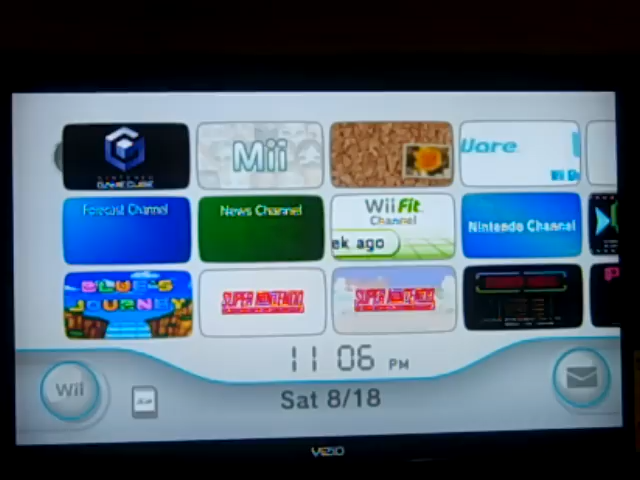 NINTENDO
GAMECUBE
Mii
Ware
Forecast Channel
News Channel
Wii Fit
Channel
ek ago
Nintendo Channel
BLUE'S
JOURNEY
SUPER NINTENDO
SUPER NINTENDO
11 06 PM
Wii
Sat 8/18
VIZIO